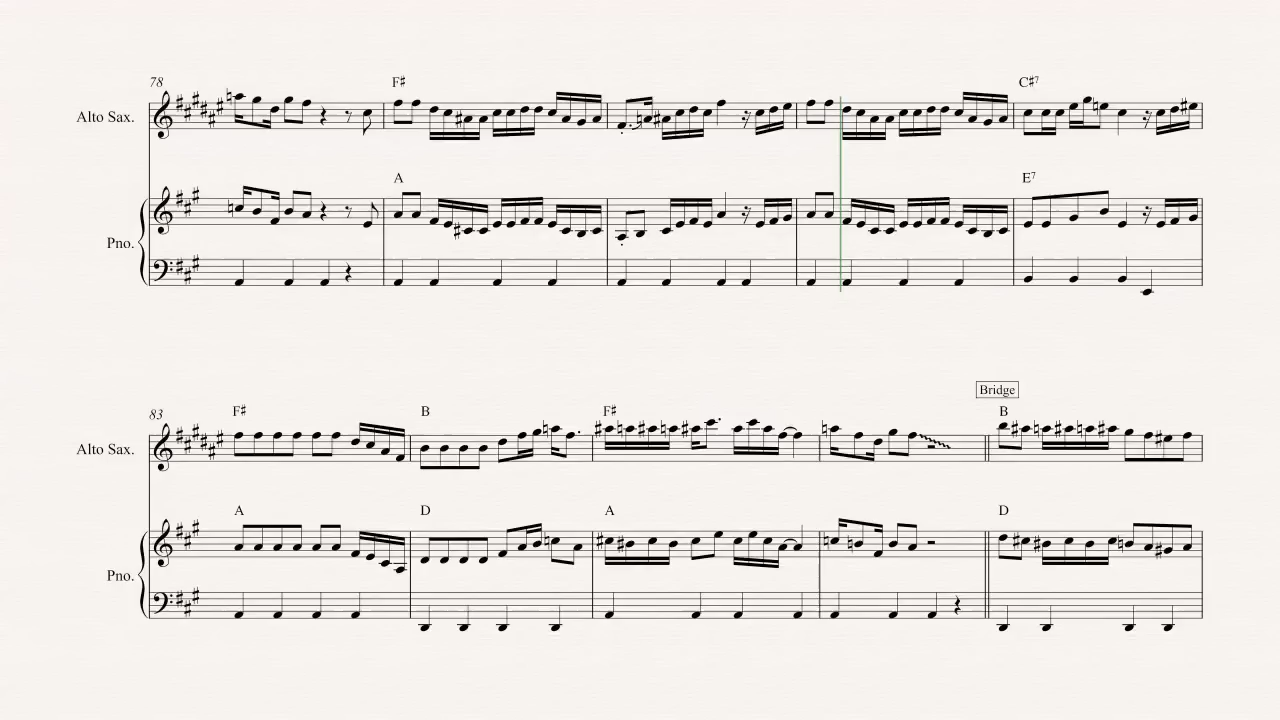 78
F♯
C♯7
Alto Sax.
A
E7
Pno.
Bridge
83
F♯
B
F♯
B
Alto Sax.
A
D
A
D
Pno.